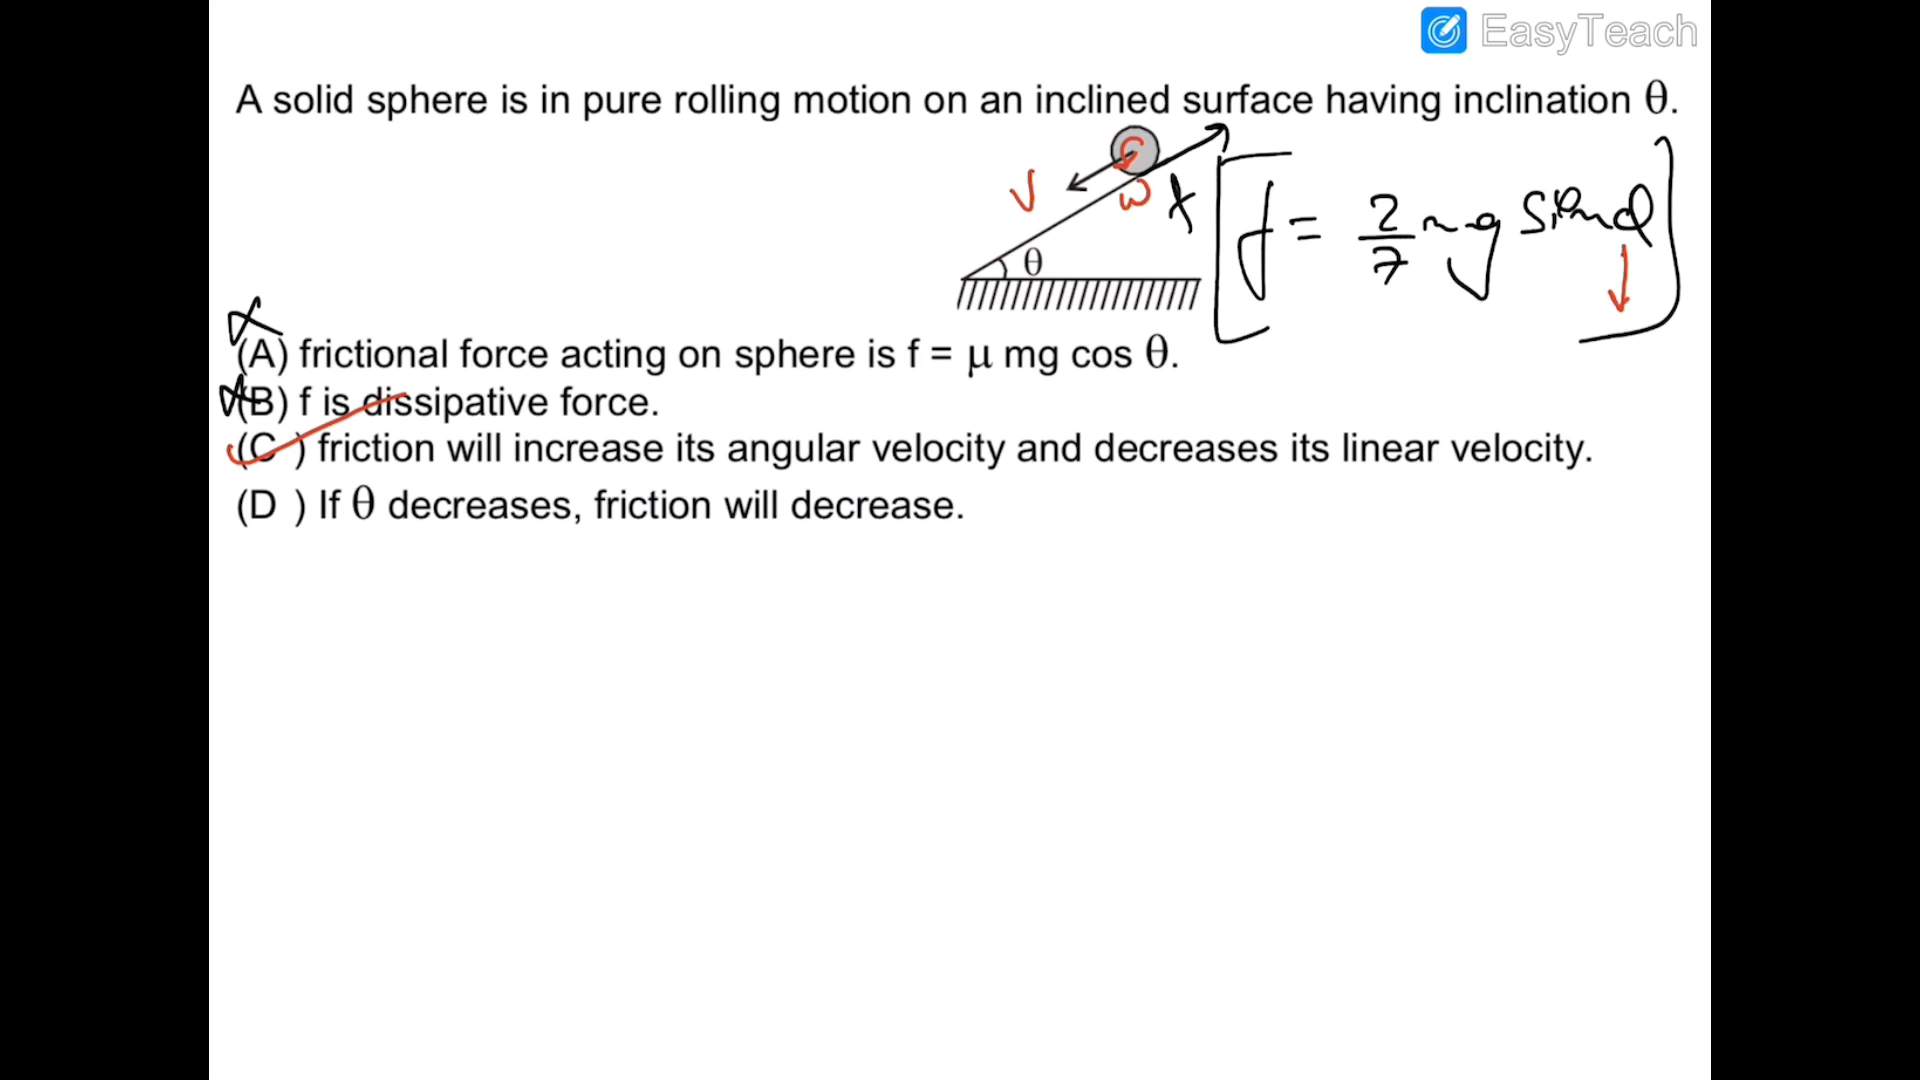 EasyTeach
A solid sphere is in pure rolling motion on an inclined surface having inclination θ.
V
ω
f
θ
f = 2/7 mg sinθ
(A) frictional force acting on sphere is f = μ mg cos θ.
(B) f is dissipative force.
(C ) friction will increase its angular velocity and decreases its linear velocity.
(D ) If θ decreases, friction will decrease.